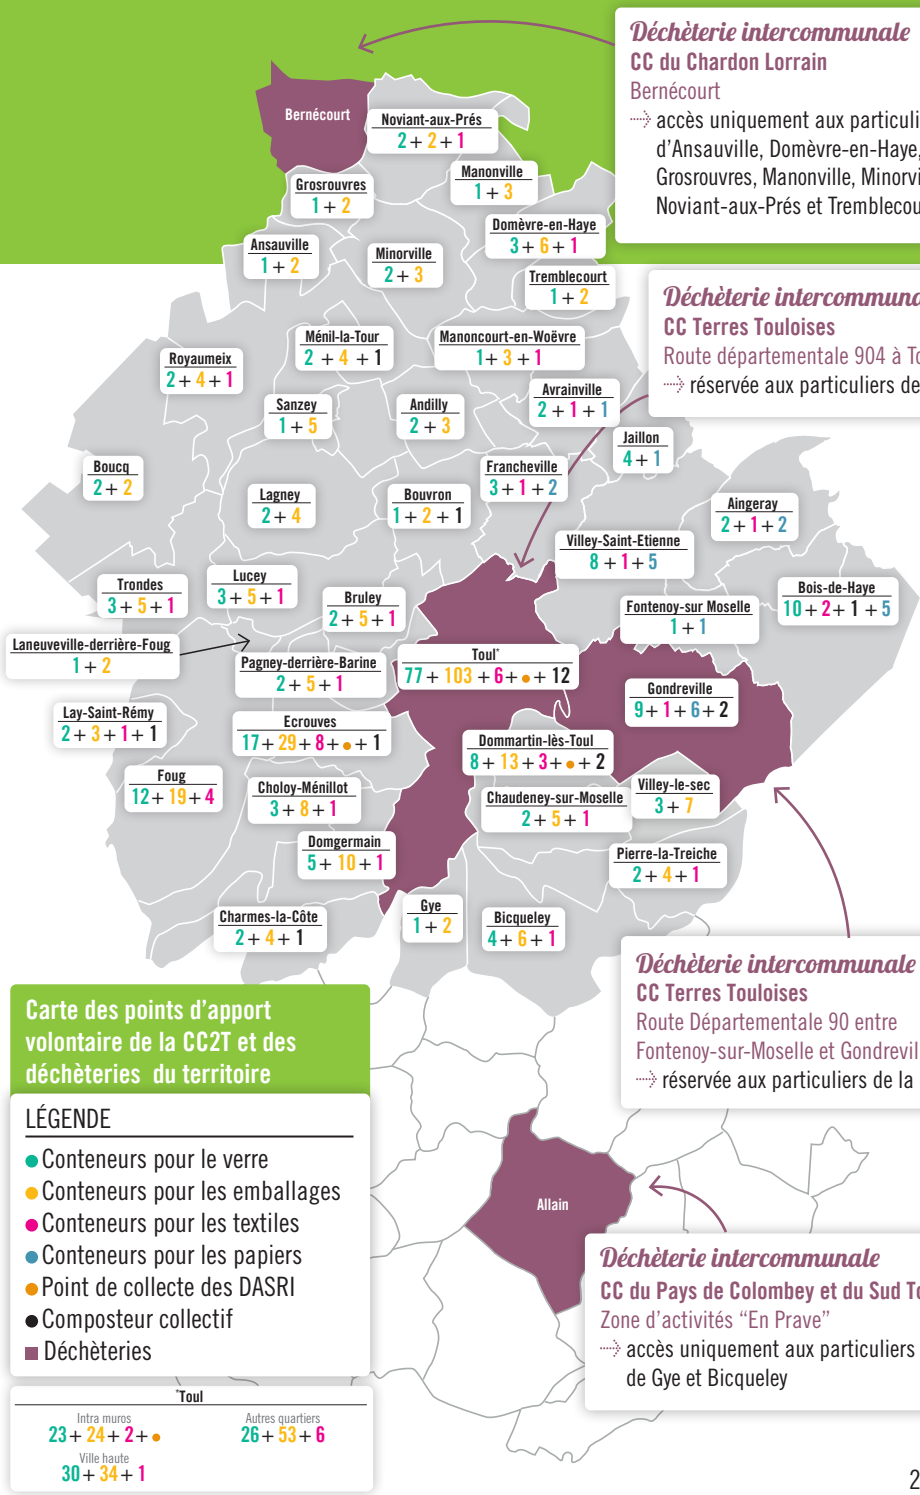 Déchèterie intercommunale
CC du Chardon Lorrain
Bernécourt
accès uniquement aux
d'Ansauville, Domèvre-en-Haye,
Grosrouvres, Manonville,
Noviant-aux-Prés et
Bernécourt
Noviant-aux-Prés
2 + 2 + 1
Manonville
1 + 3
Grosrouvres
1 + 2
Domèvre-en-Haye
3 + 6 + 1
Ansauville
1 + 2
Minorville
2 + 3
Tremblecourt
1 + 2
Déchèterie
CC Terres Touloises
Route départementale 904 à
réservée aux particuliers de
Ménil-la-Tour
2 + 4 + 1
Manoncourt-en-Woëvre
1 + 3 + 1
Royaumeix
2 + 4 + 1
Avrainville
2 + 1 + 1
Sanzey
1 + 5
Andilly
2 + 3
Jaillon
4 + 1
Boucq
2 + 2
Francheville
3 + 1 + 2
Lagney
2 + 4
Bouvron
1 + 2 + 1
Aingeray
2 + 1 + 2
Villey-Saint-Etienne
8 + 1 + 5
Trondes
3 + 5 + 1
Lucey
3 + 5 + 1
Bruley
2 + 5 + 1
Fontenoy-sur Moselle
1 + 1
Bois-de-Haye
10 + 2 + 1 + 5
Laneuveville-derrière-Foug
1 + 2
Pagney-derrière-Barine
2 + 5 + 1
Toul*
77 + 103 + 6 + ● + 12
Gondreville
9 + 1 + 6 + 2
Lay-Saint-Rémy
2 + 3 + 1 + 1
Ecrouves
17 + 29 + 8 + ● + 1
Dommartin-lès-Toul
8 + 13 + 3 + ● + 2
Foug
12 + 19 + 4
Choloy-Ménillot
3 + 8 + 1
Chaudeney-sur-Moselle
2 + 5 + 1
Villey-le-sec
3 + 7
Domgermain
5 + 10 + 1
Pierre-la-Treiche
2 + 4 + 1
Charmes-la-Côte
2 + 4 + 1
Gye
1 + 2
Bicqueley
4 + 6 + 1
Déchèterie intercommunale
CC Terres Touloises
Route Départementale 90 entre
Fontenoy-sur-Moselle et
réservée aux particuliers de la
Carte des points d'apport
volontaire de la CC2T et des
déchèteries du territoire
LÉGENDE
Conteneurs pour le verre
Conteneurs pour les emballages
Conteneurs pour les textiles
Conteneurs pour les papiers
Point de collecte des DASRI
Composteur collectif
Déchèteries
Allain
Déchèterie intercommunale
CC du Pays de Colombey et du Sud
Zone d'activités “En Prave”
accès uniquement aux particuliers
de Gye et Bicqueley
*Toul
Intra muros
23 + 24 + 2 + ●
Autres quartiers
26 + 53 + 6
Ville haute
30 + 34 + 1
2